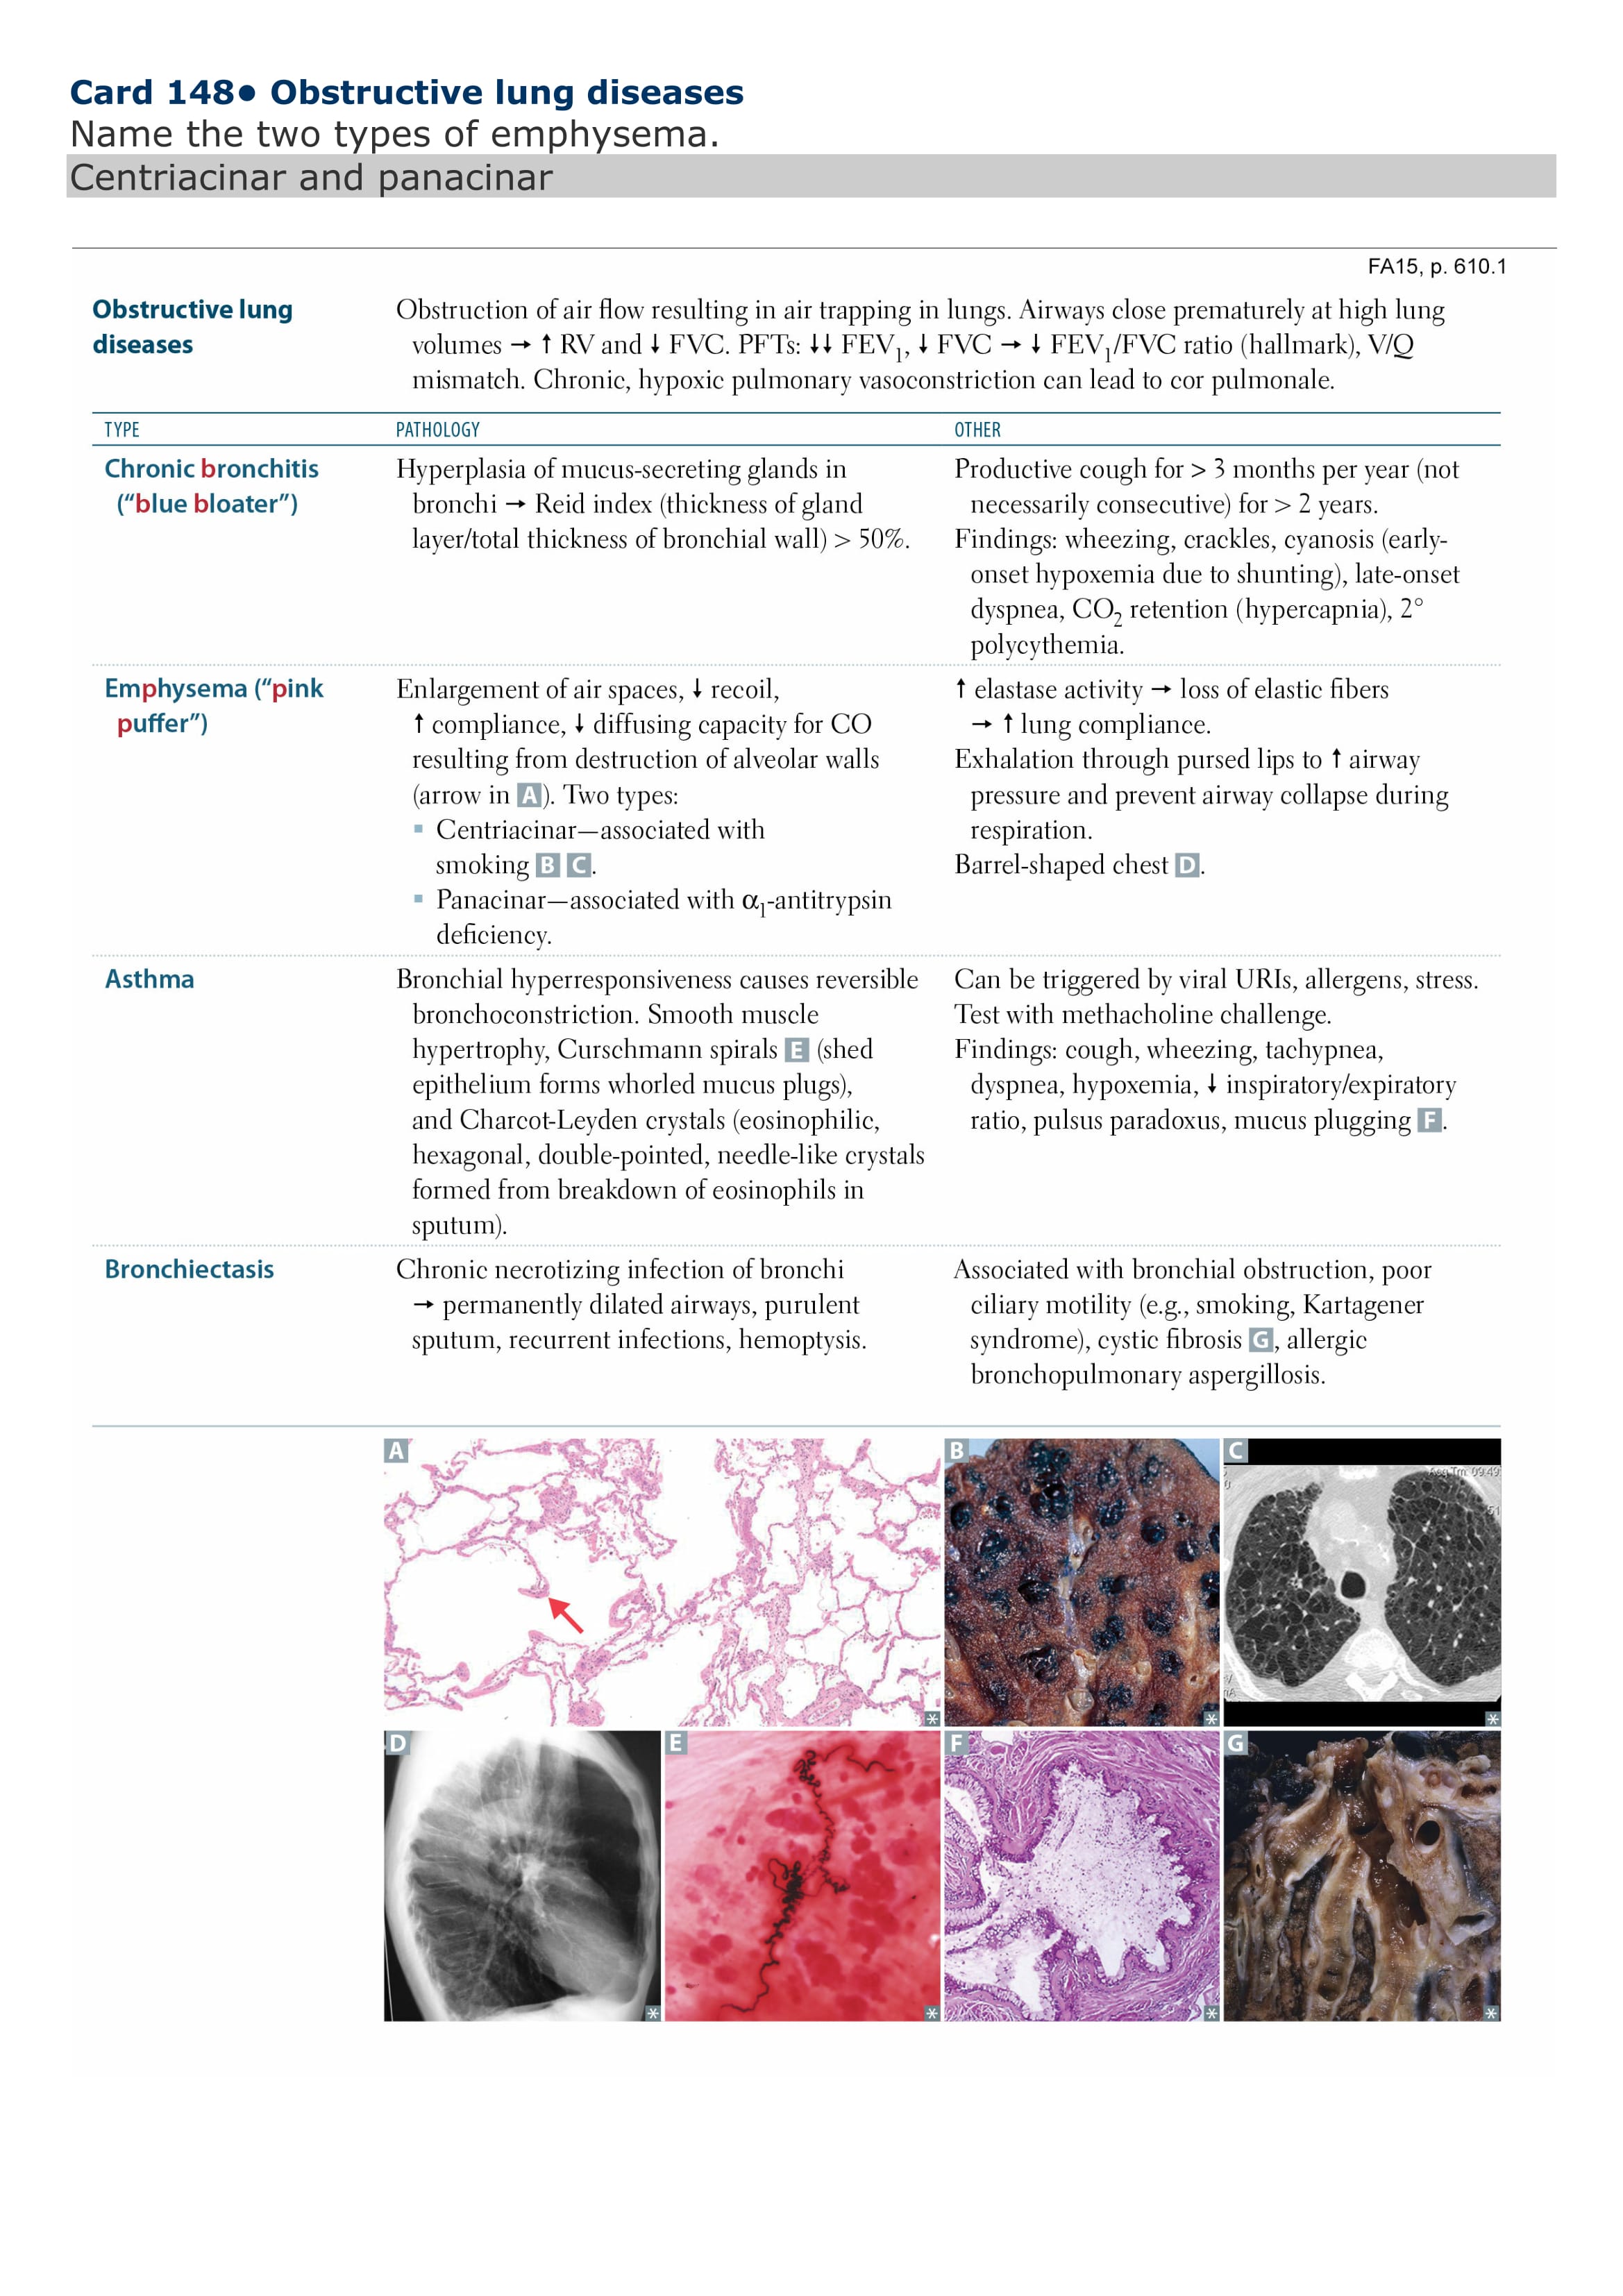 Card 148• Obstructive lung diseases
Name the two types of emphysema.
Centriacinar and panacinar
FA15, p. 610.1
Obstructive lung
diseases
Obstruction of air flow resulting in air trapping in lungs. Airways close prematurely at high lung
volumes → ↑ RV and ↓ FVC. PFTs: ↓↓ FEV₁, ↓ FVC → ↓ FEV₁/FVC ratio (hallmark), V/Q
mismatch. Chronic, hypoxic pulmonary vasoconstriction can lead to cor pulmonale.
TYPE
PATHOLOGY
OTHER
Chronic bronchitis
(“blue bloater”)
Hyperplasia of mucus-secreting glands in
bronchi → Reid index (thickness of gland
layer/total thickness of bronchial wall) > 50%.
Productive cough for > 3 months per year (not
necessarily consecutive) for > 2 years.
Findings: wheezing, crackles, cyanosis (early-
onset hypoxemia due to shunting), late-onset
dyspnea, CO₂ retention (hypercapnia), 2°
polycythemia.
Emphysema (“pink
puffer”)
Enlargement of air spaces, ↓ recoil,
↑ compliance, ↓ diffusing capacity for CO
resulting from destruction of alveolar walls
(arrow in A). Two types:
▪ Centriacinar—associated with
smoking B C.
▪ Panacinar—associated with α₁-antitrypsin
deficiency.
↑ elastase activity → loss of elastic fibers
→ ↑ lung compliance.
Exhalation through pursed lips to ↑ airway
pressure and prevent airway collapse during
respiration.
Barrel-shaped chest D.
Asthma
Bronchial hyperresponsiveness causes reversible
bronchoconstriction. Smooth muscle
hypertrophy, Curschmann spirals E (shed
epithelium forms whorled mucus plugs),
and Charcot-Leyden crystals (eosinophilic,
hexagonal, double-pointed, needle-like crystals
formed from breakdown of eosinophils in
sputum).
Can be triggered by viral URIs, allergens, stress.
Test with methacholine challenge.
Findings: cough, wheezing, tachypnea,
dyspnea, hypoxemia, ↓ inspiratory/expiratory
ratio, pulsus paradoxus, mucus plugging F.
Bronchiectasis
Chronic necrotizing infection of bronchi
→ permanently dilated airways, purulent
sputum, recurrent infections, hemoptysis.
Associated with bronchial obstruction, poor
ciliary motility (e.g., smoking, Kartagener
syndrome), cystic fibrosis G, allergic
bronchopulmonary aspergillosis.
A
B
C
D
E
F
G